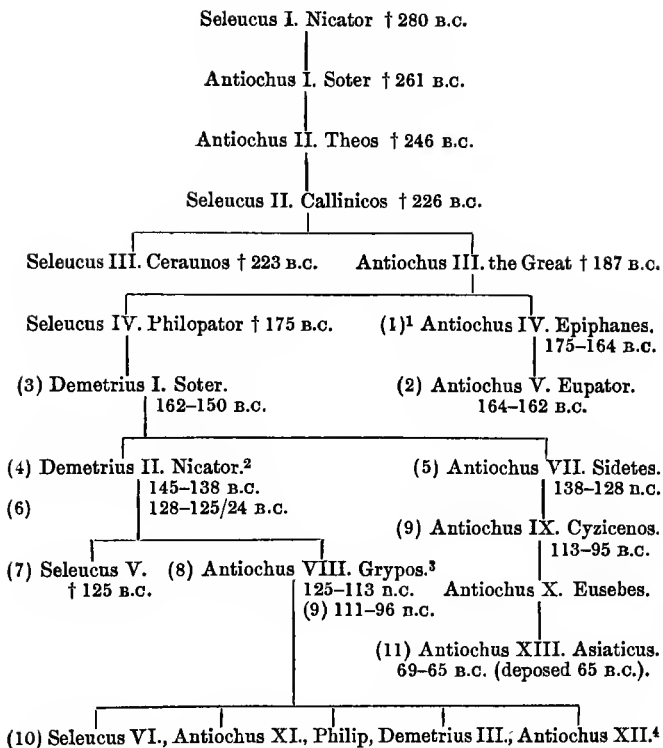 Seleucus I. Nicator † 280 B.C.
Antiochus I. Soter † 261 B.C.
Antiochus II. Theos † 246 B.C.
Seleucus II. Callinicos † 226 B.C.
Seleucus III. Ceraunos † 223 B.C. Antiochus III. the Great † 187 B.C.
Seleucus IV. Philopator † 175 B.C. (1)¹ Antiochus IV. Epiphanes.
175–164 B.C.
(3) Demetrius I. Soter. (2) Antiochus V. Eupator.
162–150 B.C. 164–162 B.C.
(4) Demetrius II. Nicator.² (5) Antiochus VII. Sidetes.
145–138 B.C. 138–128 B.C.
(6) 128–125/24 B.C. (9) Antiochus IX. Cyzicenos.
113–95 B.C.
(7) Seleucus V. (8) Antiochus VIII. Grypos.³
† 125 B.C. 125–113 B.C. Antiochus X. Eusebes.
(9) 111–96 B.C.
(11) Antiochus XIII. Asiaticus.
69–65 B.C. (deposed 65 B.C.).
(10) Seleucus VI., Antiochus XI., Philip, Demetrius III., Antiochus XII.⁴